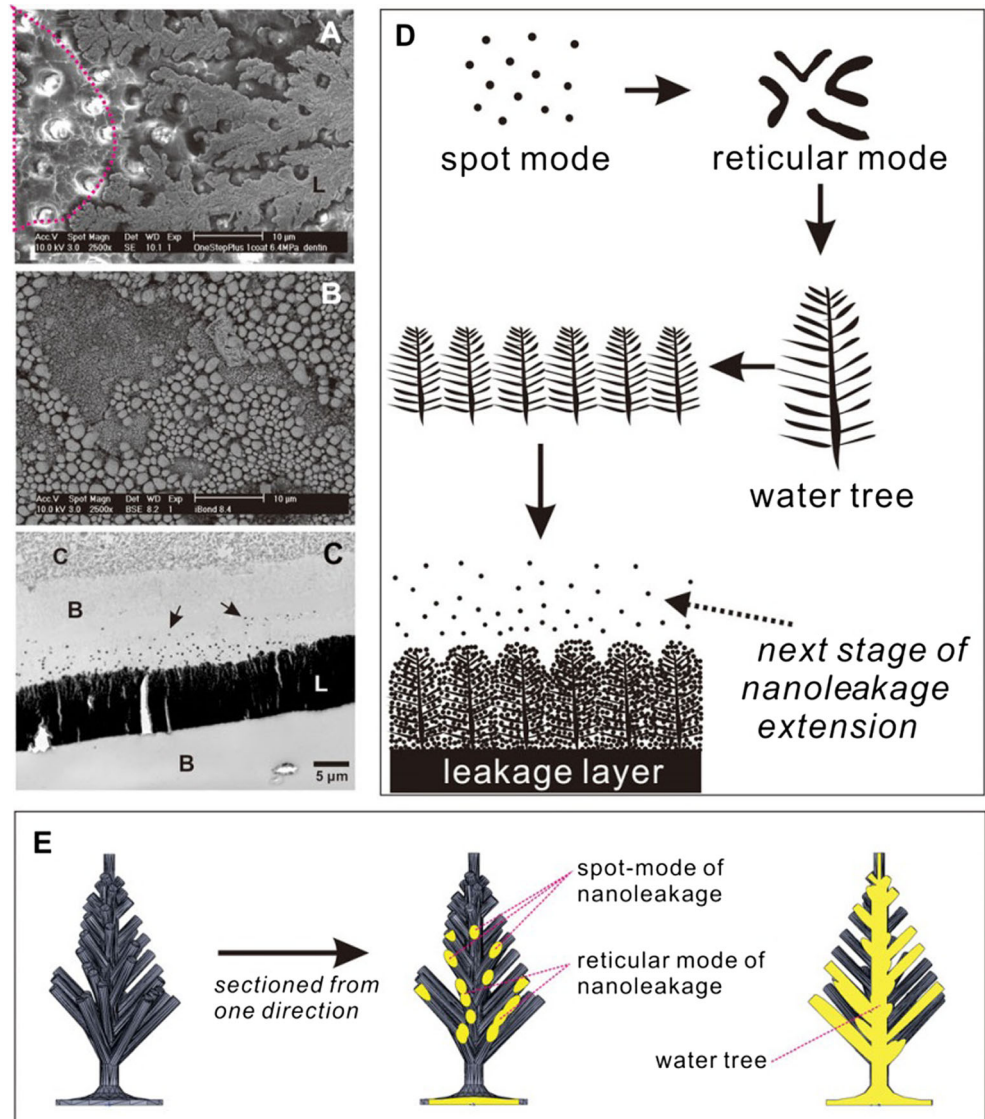 A
L
Acc.V Spot Magn Det WD Exp 10 µm
10.0 kV 3.0 2500x SE 10.1 1 OneStepPlus 1coat 6.4MPa dentin
B
Acc.V Spot Magn Det WD Exp 10 µm
10.0 kV 3.0 2500x BSE 8.2 1 iBond 8.4
C
C
B
L
B
5 µm
D
spot mode
reticular mode
water tree
next stage of
nanoleakage
extension
leakage layer
E
sectioned from
one direction
spot-mode of
nanoleakage
reticular mode of
nanoleakage
water tree